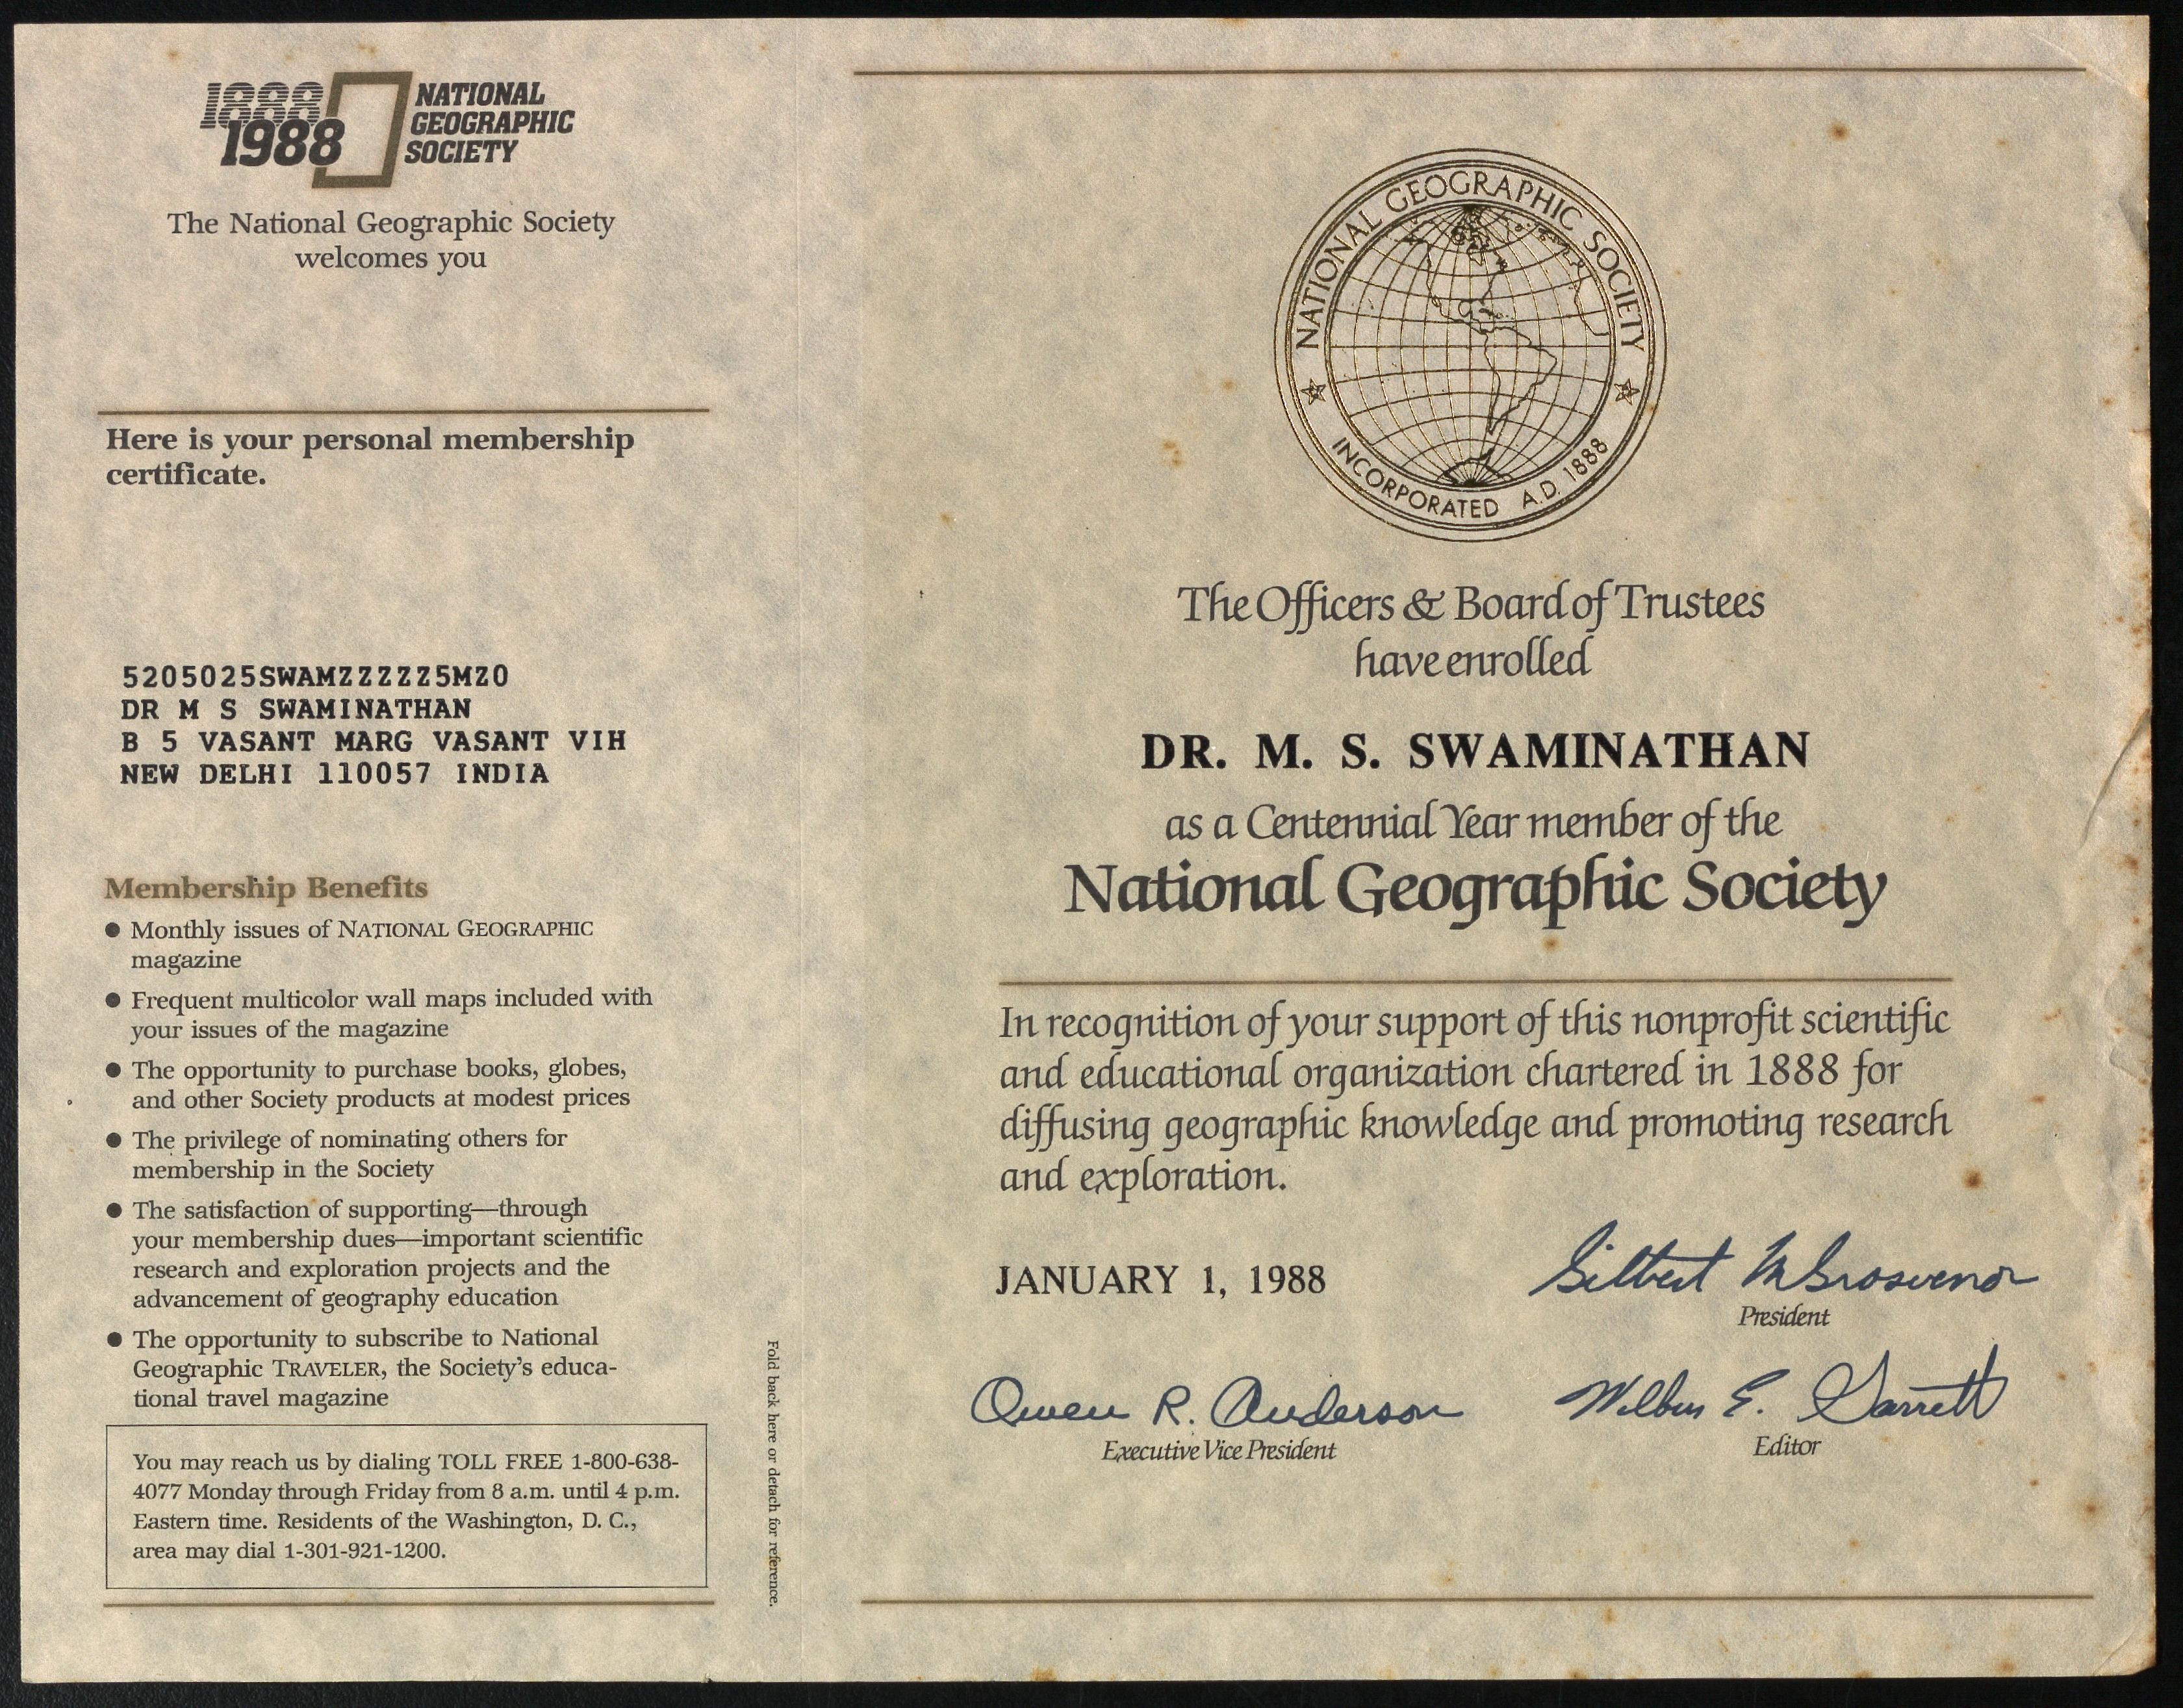 1888
1988
NATIONAL
GEOGRAPHIC
SOCIETY
The National Geographic Society
welcomes you
Here is your personal membership
certificate.
5205025SWAMZZZZZ5MZ0
DR M S SWAMINATHAN
B 5 VASANT MARG VASANT VIH
NEW DELHI 110057 INDIA
Membership Benefits
● Monthly issues of NATIONAL GEOGRAPHIC
magazine
● Frequent multicolor wall maps included with
your issues of the magazine
● The opportunity to purchase books, globes,
and other Society products at modest prices
● The privilege of nominating others for
membership in the Society
● The satisfaction of supporting—through
your membership dues—important scientific
research and exploration projects and the
advancement of geography education
● The opportunity to subscribe to National
Geographic TRAVELER, the Society's educa-
tional travel magazine
You may reach us by dialing TOLL FREE 1-800-638-
4077 Monday through Friday from 8 a.m. until 4 p.m.
Eastern time. Residents of the Washington, D. C.,
area may dial 1-301-921-1200.
Fold back here or detach for reference.
NATIONAL GEOGRAPHIC SOCIETY
INCORPORATED A.D. 1888
The Officers & Board of Trustees
have enrolled
DR. M. S. SWAMINATHAN
as a Centennial Year member of the
National Geographic Society
In recognition of your support of this nonprofit scientific
and educational organization chartered in 1888 for
diffusing geographic knowledge and promoting research
and exploration.
JANUARY 1, 1988
Gilbert M Grosvenor
President
Owen R. Anderson
Executive Vice President
Wilbur E. Garrett
Editor